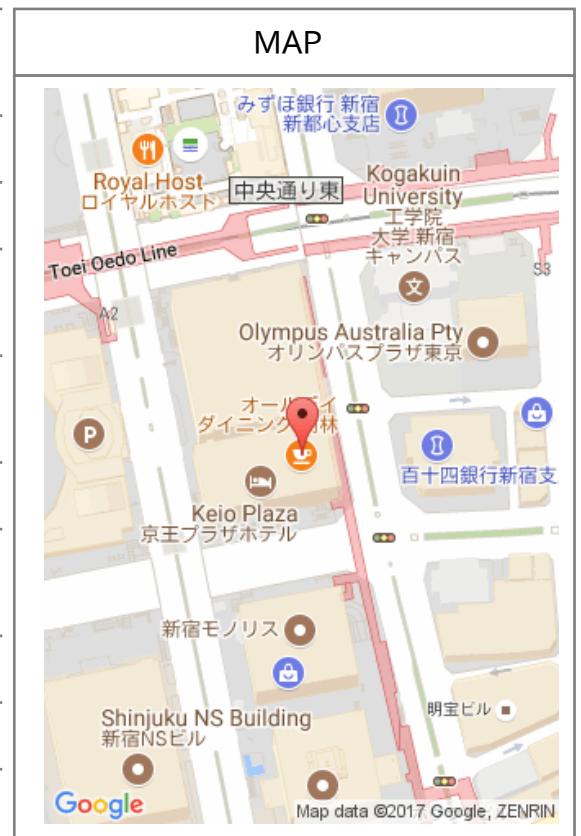 MAP
みずほ銀行 新宿
新都心支店
Royal Host
ロイヤルホスト
中央通り東
Kogakuin
University
工学院
大学 新宿
キャンパス
Toei Oedo Line
A2
S3
Olympus Australia Pty
オリンパスプラザ東京
オール イ
ダイニング 林
P
文
百十四銀行新宿支
Keio Plaza
京王プラザホテル
新宿モノリス
明宝ビル
Shinjuku NS Building
新宿NSビル
Google
Map data ©2017 Google, ZENRIN